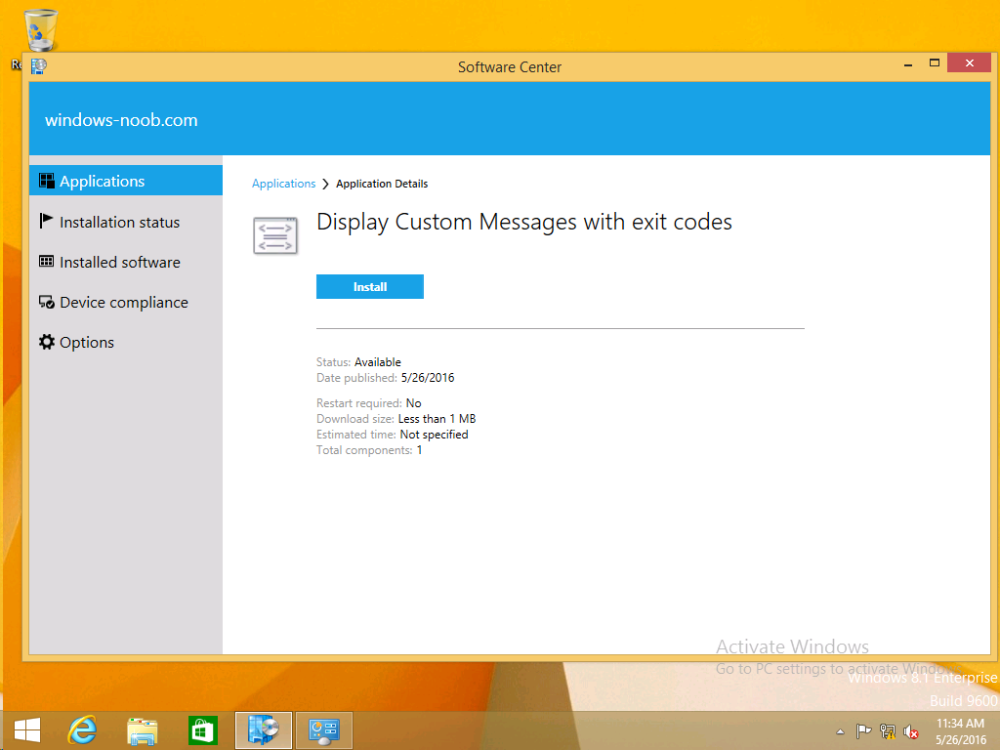 Re
Software Center
windows-noob.com
Applications
Installation status
Installed software
Device compliance
Options
Applications > Application Details
Display Custom Messages with exit codes
Install
Status: Available
Date published: 5/26/2016
Restart required: No
Download size: Less than 1 MB
Estimated time: Not specified
Total components: 1
Activate Windows
Go to PC settings to activate Windo
Windows 8.1 Enterprise
Build 9600
11:34 AM
5/26/2016